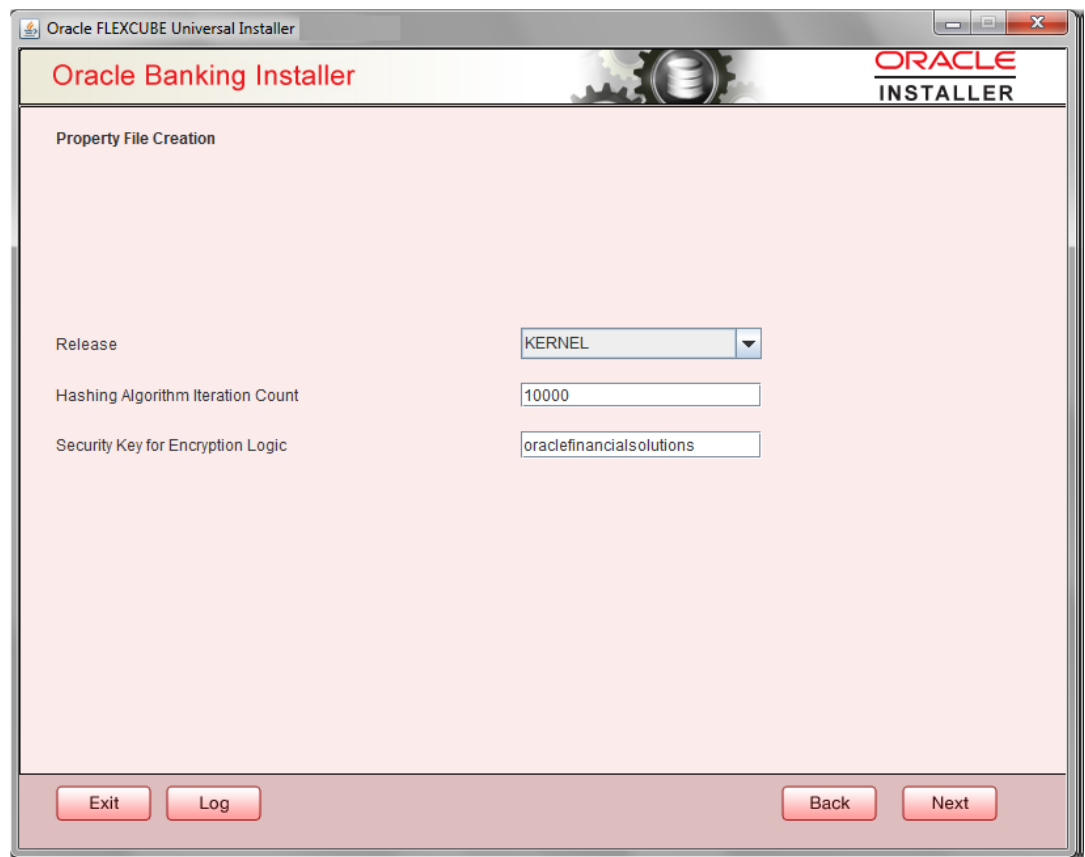 Oracle FLEXCUBE Universal Installer
Oracle Banking Installer
ORACLE
INSTALLER
Property File Creation
Release KERNEL
Hashing Algorithm Iteration Count 10000
Security Key for Encryption Logic oraclefinancialsolutions
Exit Log Back Next